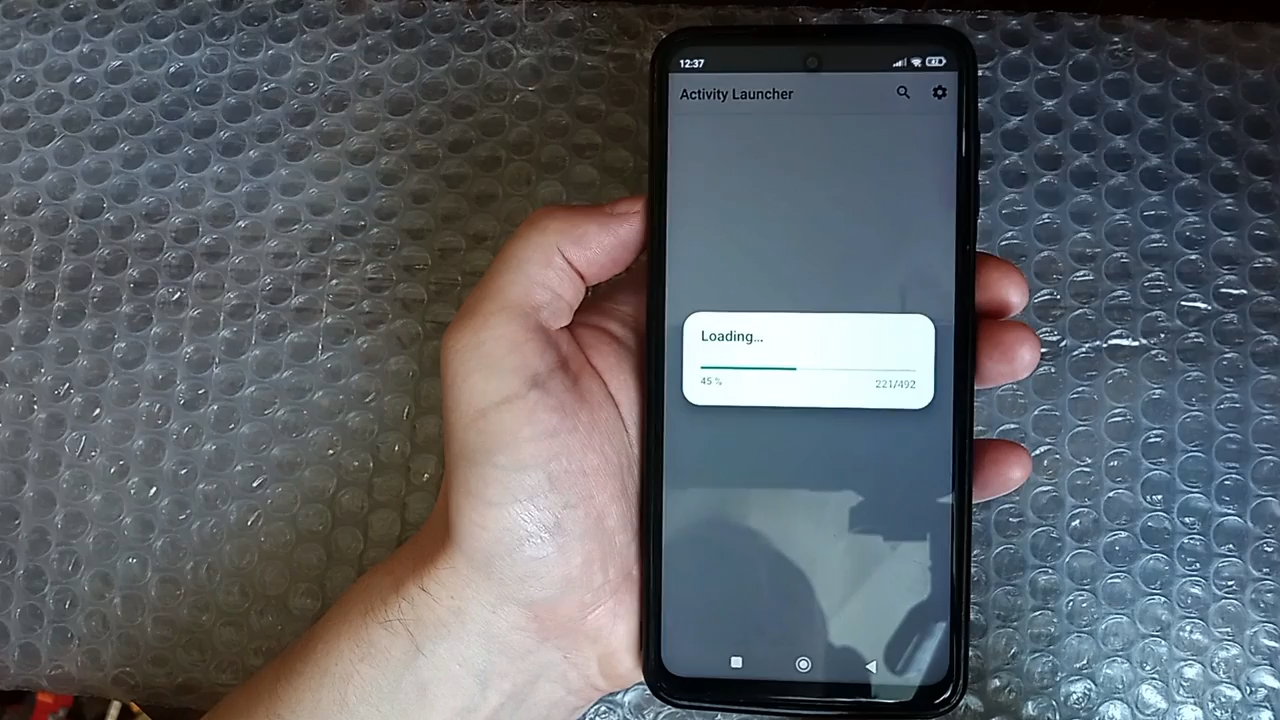 12:37
Activity Launcher
Loading...
45 %
221/492